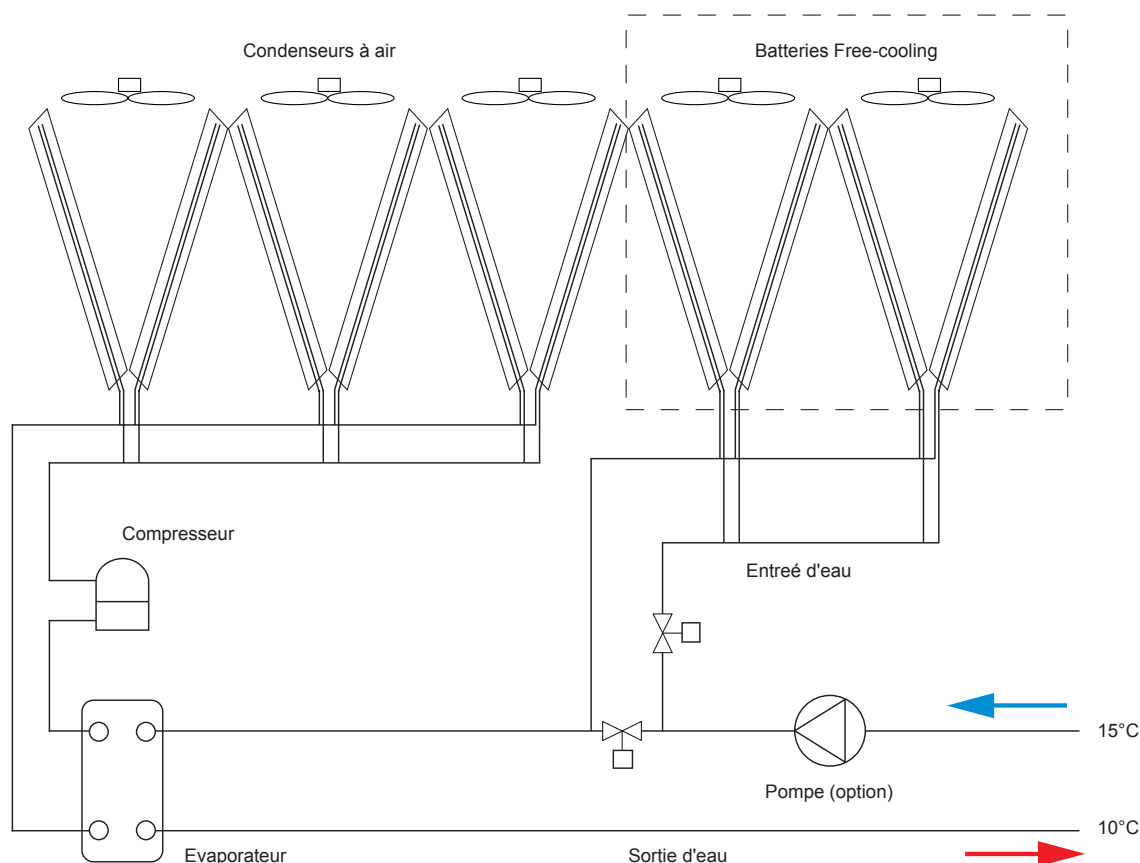 Condenseurs à air
Batteries Free-cooling
Compresseur
Entreé d'eau
15°C
Pompe (option)
10°C
Evaporateur
Sortie d'eau